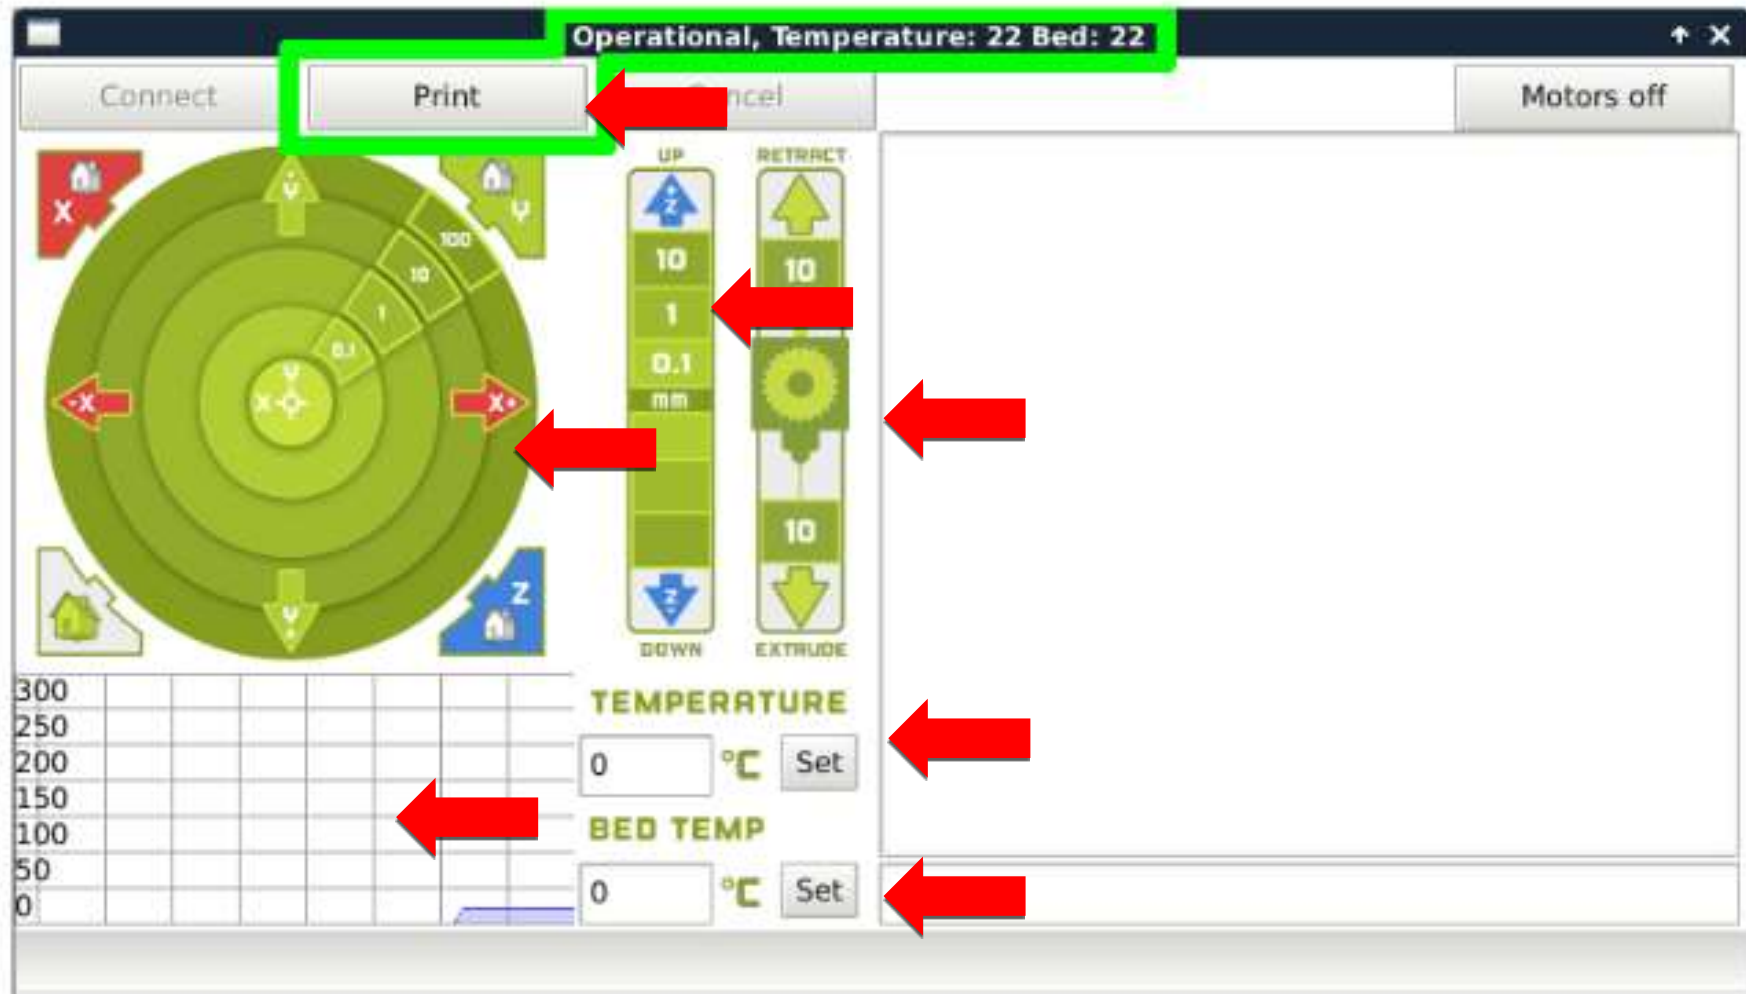 Operational, Temperature: 22 Bed: 22
Connect
Print
Motors off
UP
RETRACT
X
Y
Y
Z
100
10
1
0.1
10
1
0.1
mm
10
-X
Y
X
X+
10
Y
Z
Z
DOWN
EXTRUDE
300
250
200
150
100
50
0
TEMPERATURE
0
°C
Set
BED TEMP
0
°C
Set